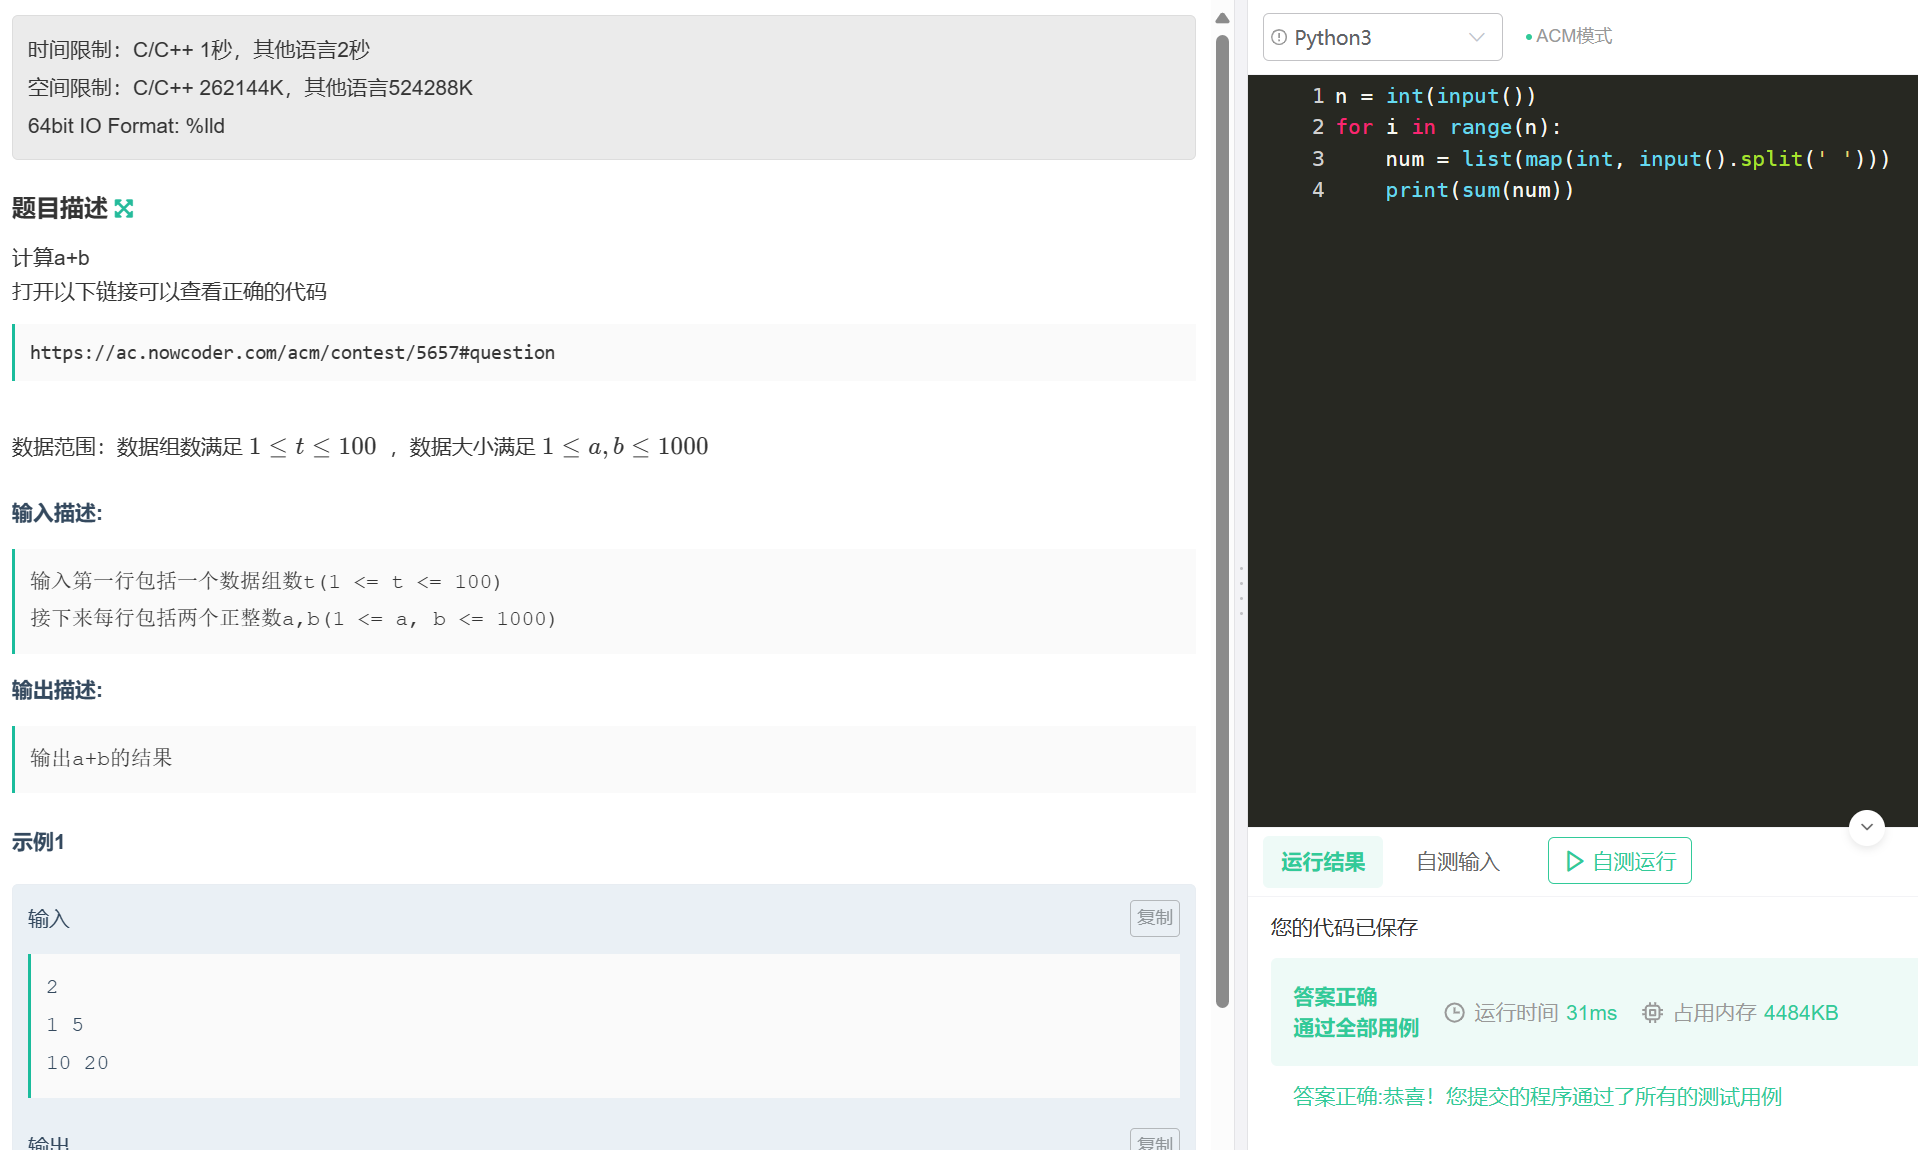 时间限制：C/C++ 1秒，其他语言2秒
空间限制：C/C++ 262144K，其他语言524288K
64bit IO Format: %lld
题目描述
计算a+b
打开以下链接可以查看正确的代码
https://ac.nowcoder.com/acm/contest/5657#question
数据范围：数据组数满足 1 ≤ t ≤ 100 ，数据大小满足 1 ≤ a, b ≤ 1000
输入描述:
输入第一行包括一个数据组数t(1 <= t <= 100)
接下来每行包括两个正整数a,b(1 <= a, b <= 1000)
输出描述:
输出a+b的结果
示例1
输入
复制
2
1 5
10 20
输出
复制
Python3
ACM模式
1 n = int(input())
2 for i in range(n):
3     num = list(map(int, input().split(' ')))
4     print(sum(num))
运行结果
自测输入
自测运行
您的代码已保存
答案正确
通过全部用例
运行时间 31ms
占用内存 4484KB
答案正确:恭喜！您提交的程序通过了所有的测试用例